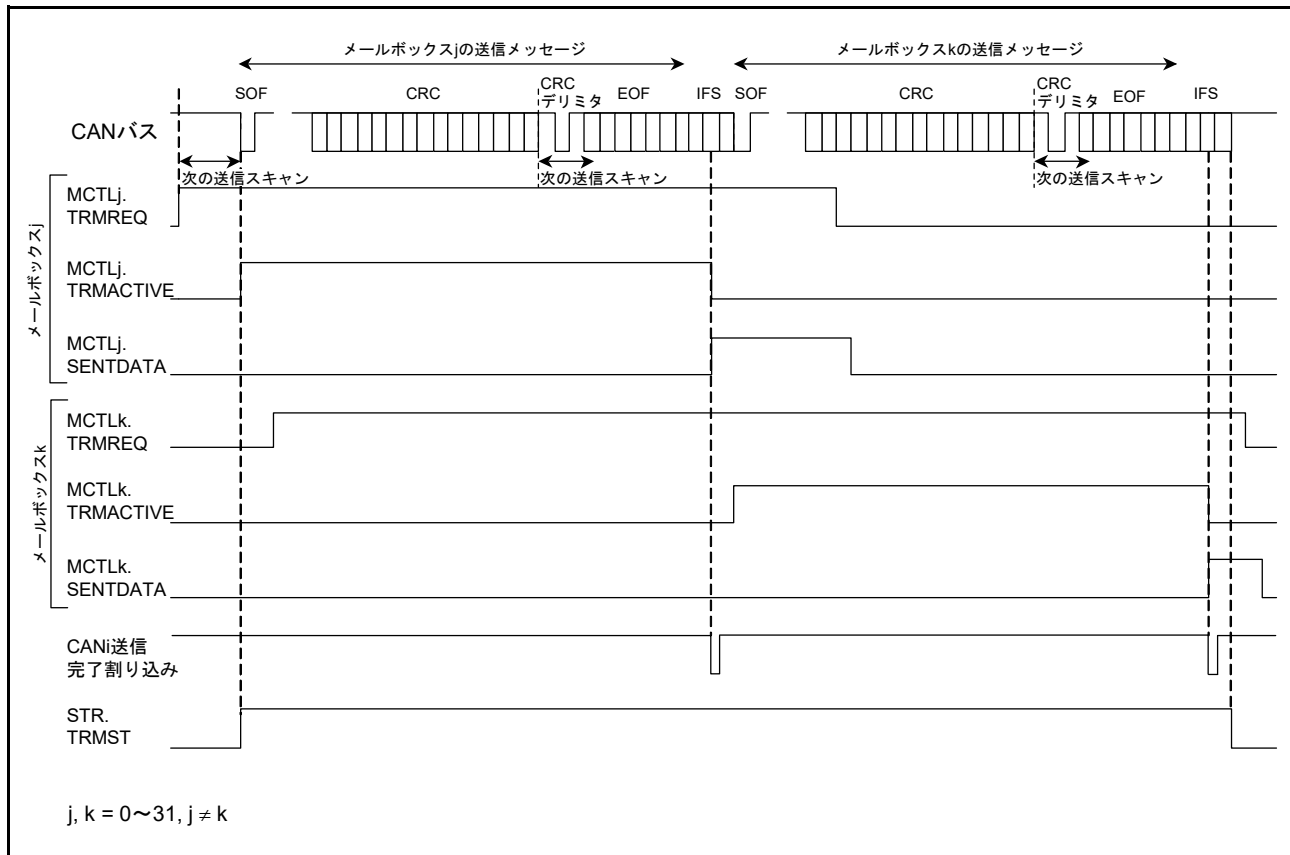 メールボックスjの送信メッセージ
メールボックスkの送信メッセージ
SOF
CRC
CRC
デリミタ
EOF
IFS
SOF
CRC
CRC
デリミタ
EOF
IFS
CANバス
次の送信スキャン
次の送信スキャン
次の送信スキャン
メールボックスj
MCTLj.
TRMREQ
MCTLj.
TRMACTIVE
MCTLj.
SENTDATA
メールボックスk
MCTLk.
TRMREQ
MCTLk.
TRMACTIVE
MCTLk.
SENTDATA
CANi送信
完了割り込み
STR.
TRMST
j, k = 0～31, j ≠ k